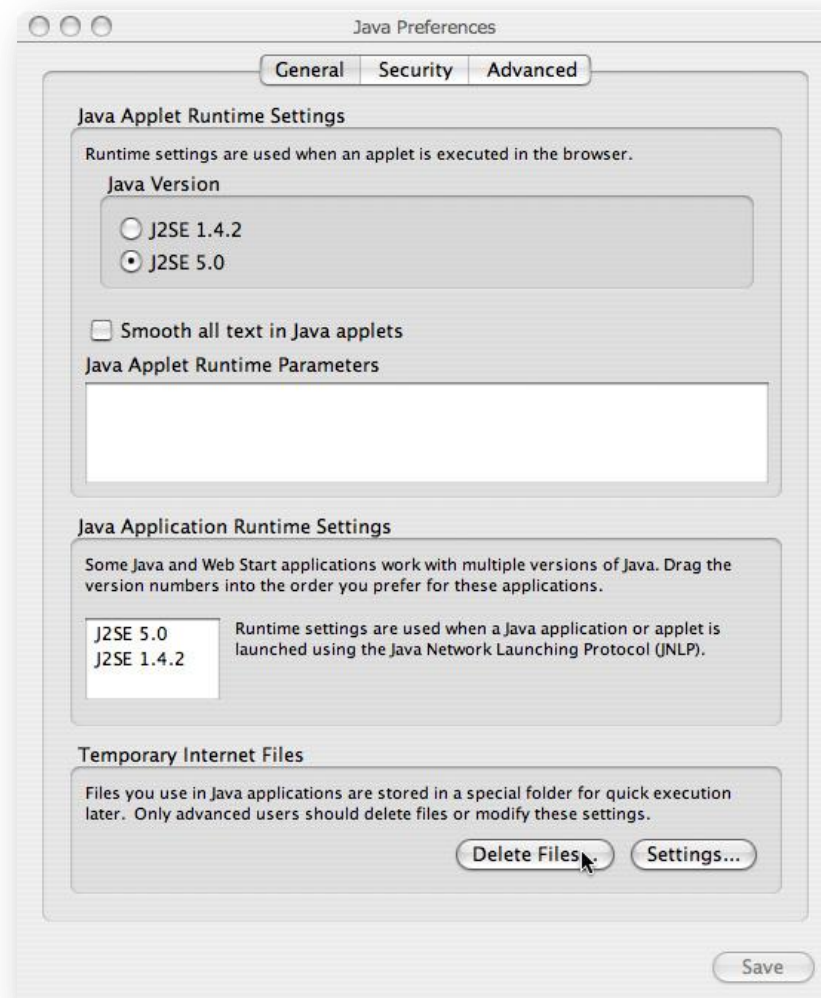 Java Preferences
General Security Advanced
Java Applet Runtime Settings
Runtime settings are used when an applet is executed in the browser.
Java Version
J2SE 1.4.2
J2SE 5.0
Smooth all text in Java applets
Java Applet Runtime Parameters
Java Application Runtime Settings
Some Java and Web Start applications work with multiple versions of Java. Drag the
version numbers into the order you prefer for these applications.
J2SE 5.0
J2SE 1.4.2
Runtime settings are used when a Java application or applet is
launched using the Java Network Launching Protocol (JNLP).
Temporary Internet Files
Files you use in Java applications are stored in a special folder for quick execution
later. Only advanced users should delete files or modify these settings.
Delete Files... Settings...
Save